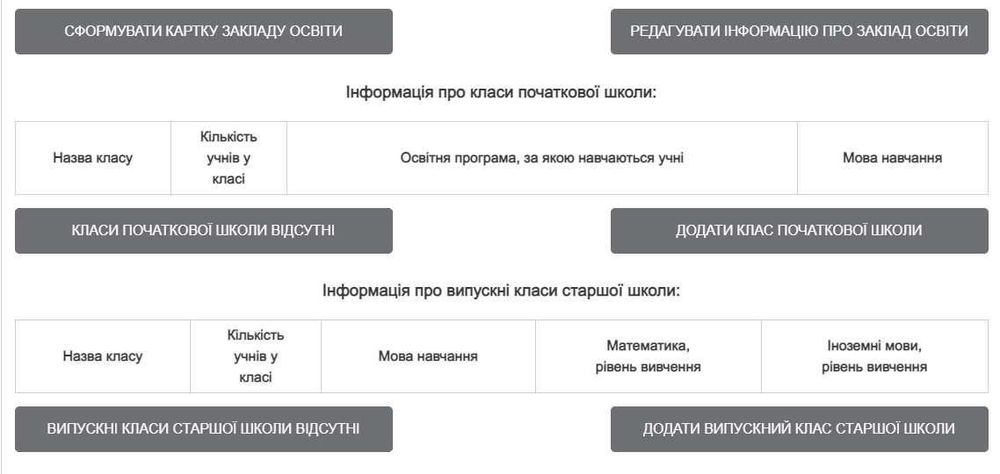 СФОРМУВАТИ КАРТКУ ЗАКЛАДУ ОСВІТИ
РЕДАГУВАТИ ІНФОРМАЦІЮ ПРО ЗАКЛАД ОСВІТИ
Інформація про класи початкової школи:
Назва класу
Кількість
учнів у
класі
Освітня програма, за якою навчаються учні
Мова навчання
КЛАСИ ПОЧАТКОВОЇ ШКОЛИ ВІДСУТНІ
ДОДАТИ КЛАС ПОЧАТКОВОЇ ШКОЛИ
Інформація про випускні класи старшої школи:
Назва класу
Кількість
учнів у
класі
Мова навчання
Математика,
рівень вивчення
Іноземні мови,
рівень вивчення
ВИПУСКНІ КЛАСИ СТАРШОЇ ШКОЛИ ВІДСУТНІ
ДОДАТИ ВИПУСКНИЙ КЛАС СТАРШОЇ ШКОЛИ